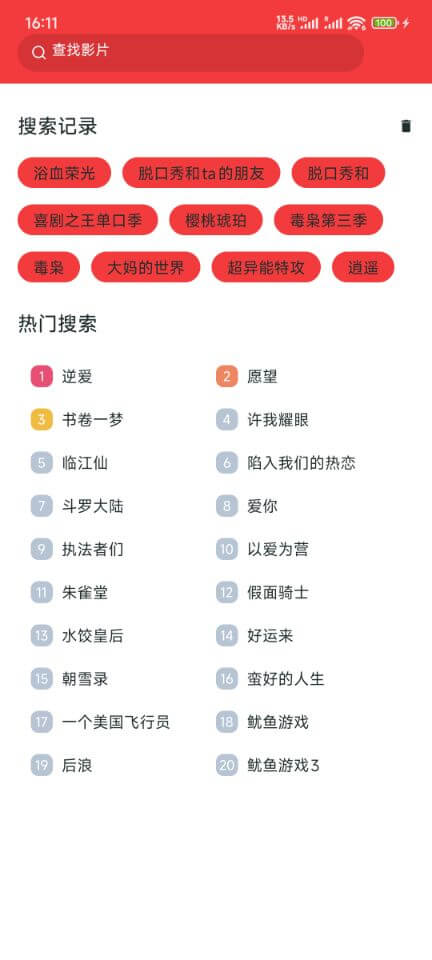 16:11 13.5 KB/s HD 6 100
查找影片
搜索记录
浴血荣光 脱口秀和ta的朋友 脱口秀和
喜剧之王单口季 樱桃琥珀 毒枭第三季
毒枭 大妈的世界 超异能特攻 逍遥
热门搜索
1 逆爱 2 愿望
3 书卷一梦 4 许我耀眼
5 临江仙 6 陷入我们的热恋
7 斗罗大陆 8 爱你
9 执法者们 10 以爱为营
11 朱雀堂 12 假面骑士
13 水饺皇后 14 好运来
15 朝雪录 16 蛮好的人生
17 一个美国飞行员 18 鱿鱼游戏
19 后浪 20 鱿鱼游戏3